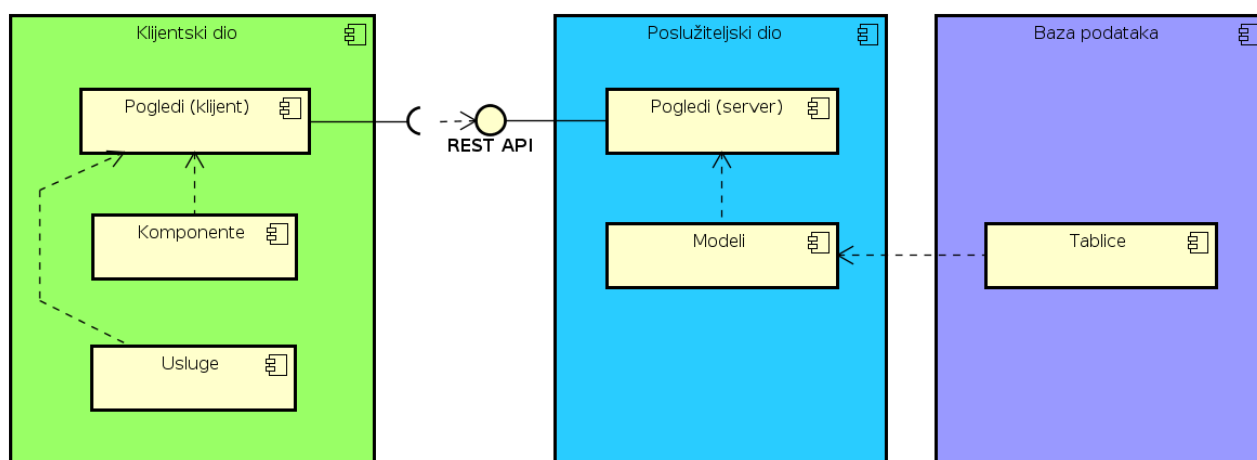 Klijentski dio
Pogledi (klijent)
Komponente
Usluge
REST API
Poslužiteljski dio
Pogledi (server)
Modeli
Baza podataka
Tablice